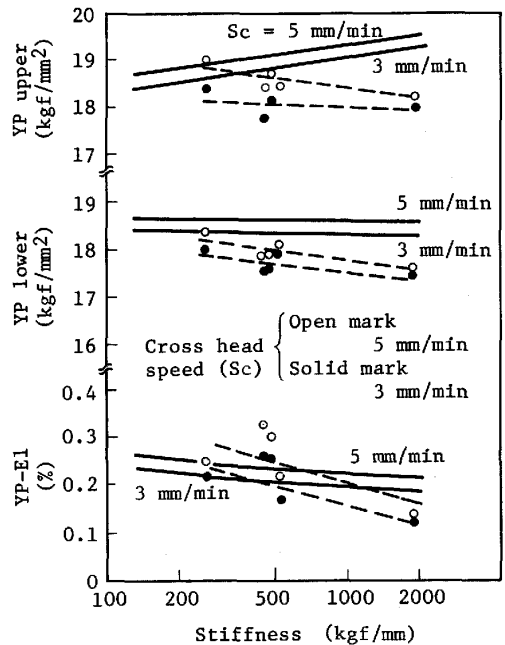 Sc = 5 mm/min
3 mm/min
YP upper
(kgf/mm2)
20
19
18
17
5 mm/min
3 mm/min
YP lower
(kgf/mm2)
19
18
17
16
Cross head
speed (Sc)
Open mark
5 mm/min
Solid mark
3 mm/min
YP-El
(%)
0.4
0.3
0.2
0.1
0
5 mm/min
3 mm/min
100 200 500 1000 2000
Stiffness (kgf/mm)